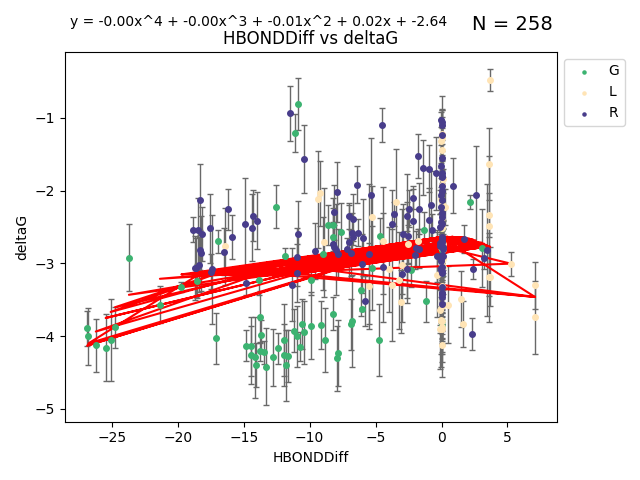 y = -0.00x^4 + -0.00x^3 + -0.01x^2 + 0.02x + -2.64 N = 258
HBONDDiff vs deltaG
G
L
R
deltaG
−1
−2
−3
−4
−5
−25 −20 −15 −10 −5 0 5
HBONDDiff